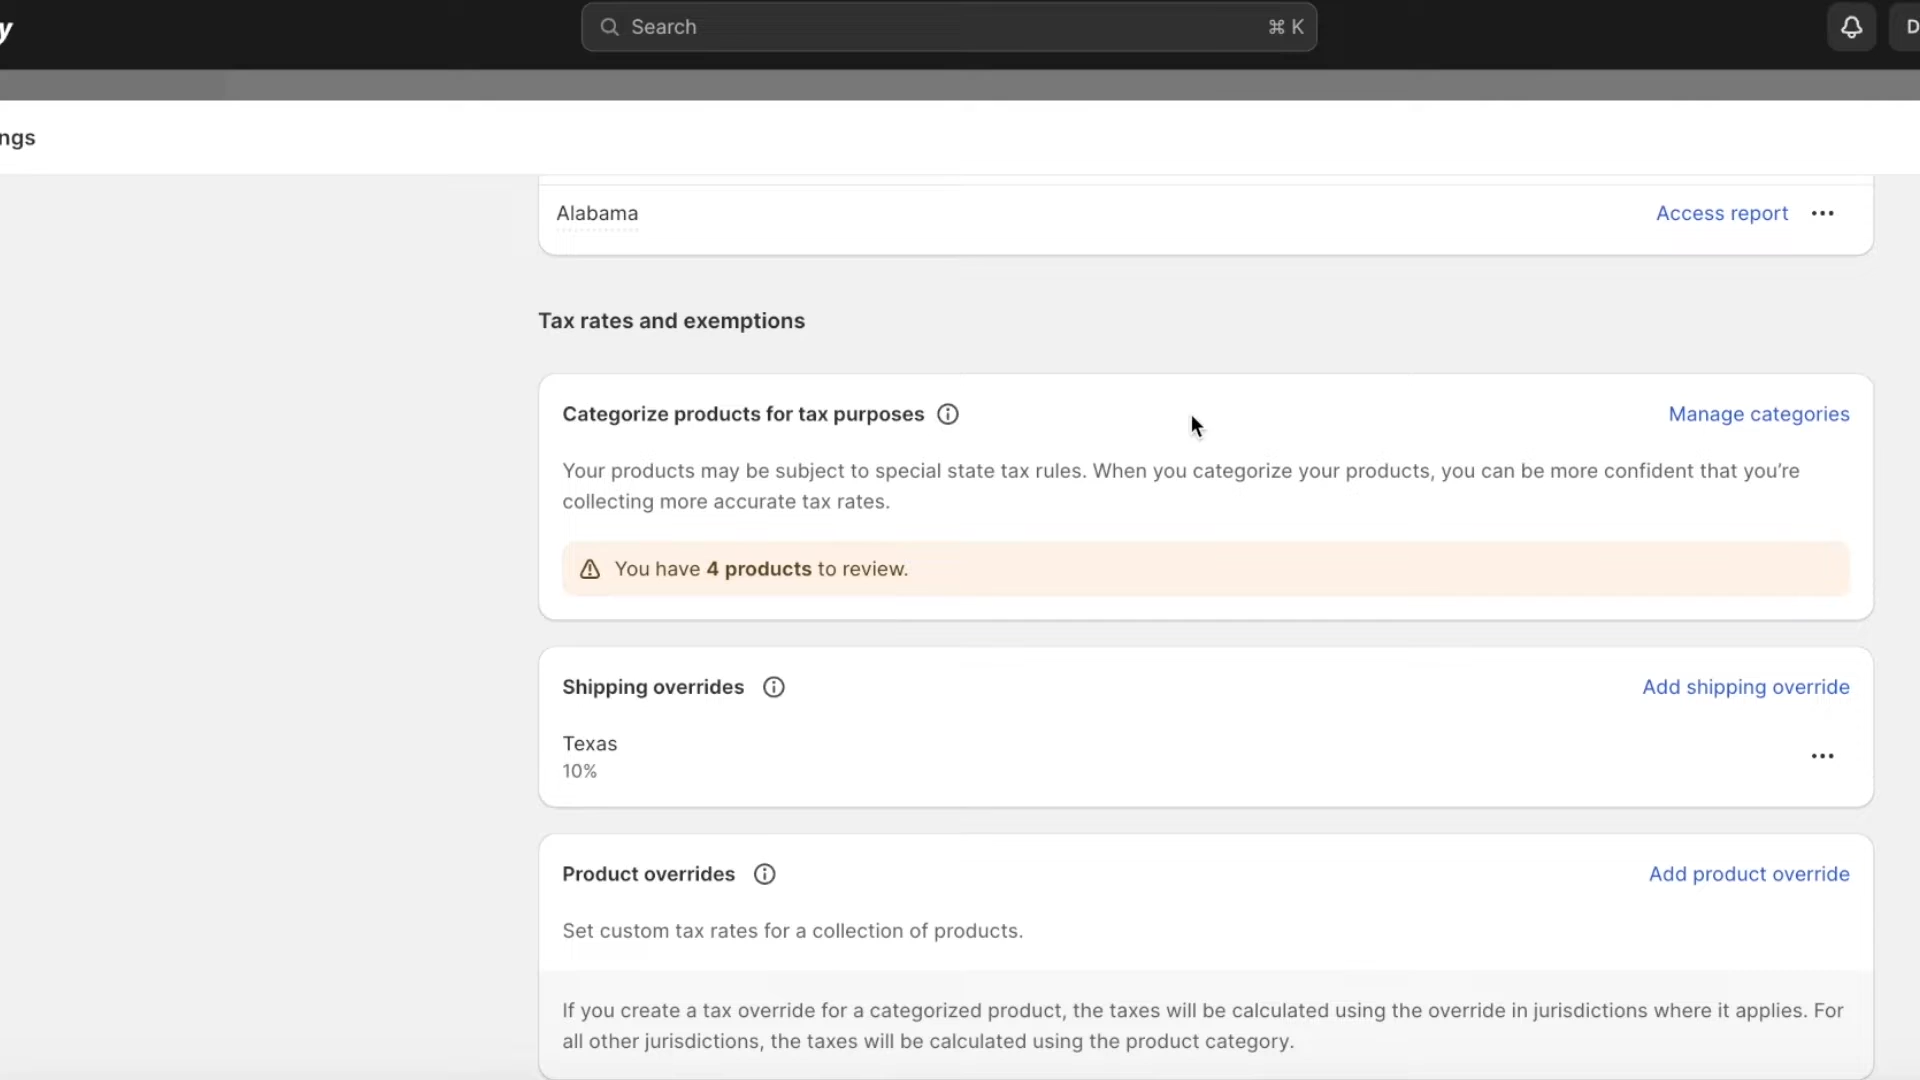 y
Search
⌘ K
D
ngs
Alabama
Access report
Tax rates and exemptions
Categorize products for tax purposes
Manage categories
Your products may be subject to special state tax rules. When you categorize your products, you can be more confident that you’re
collecting more accurate tax rates.
You have 4 products to review.
Shipping overrides
Add shipping override
Texas
10%
Product overrides
Add product override
Set custom tax rates for a collection of products.
If you create a tax override for a categorized product, the taxes will be calculated using the override in jurisdictions where it applies. For
all other jurisdictions, the taxes will be calculated using the product category.